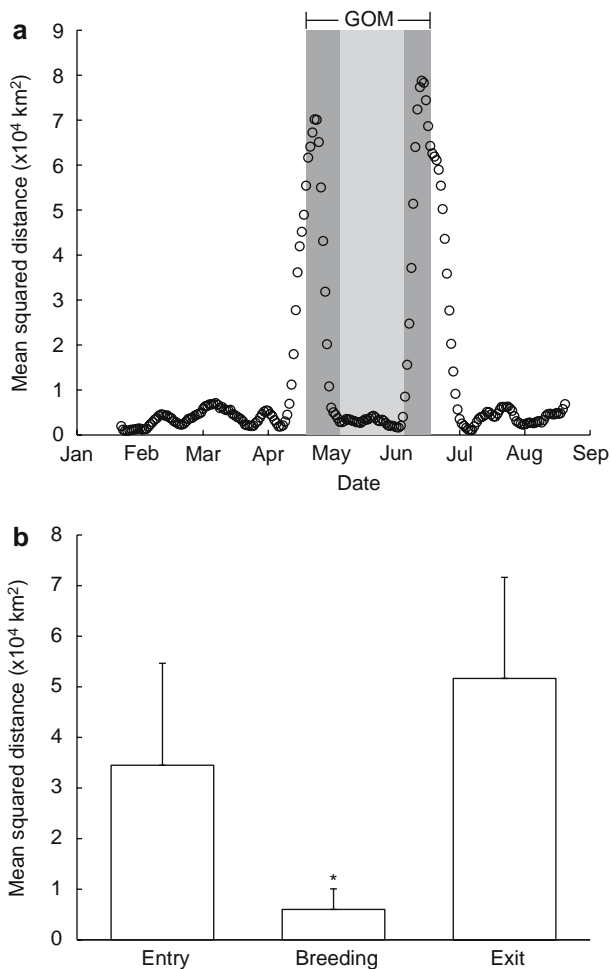 a
GOM
9
8
7
6
5
4
3
2
1
0
Mean squared distance (x10⁴ km²)
Jan Feb Mar Apr May Jun Jul Aug Sep
Date
b
8
7
6
5
4
3
2
1
0
Mean squared distance (x10⁴ km²)
*
Entry Breeding Exit